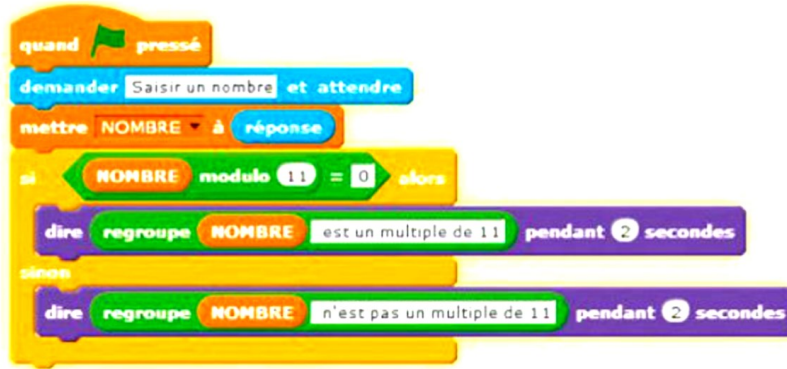 quand pressé
demander Saisir un nombre et attendre
mettre NOMBRE à réponse
si NOMBRE modulo 11 = 0 alors
dire regroupe NOMBRE est un multiple de 11 pendant 2 secondes
sinon
dire regroupe NOMBRE n'est pas un multiple de 11 pendant 2 secondes